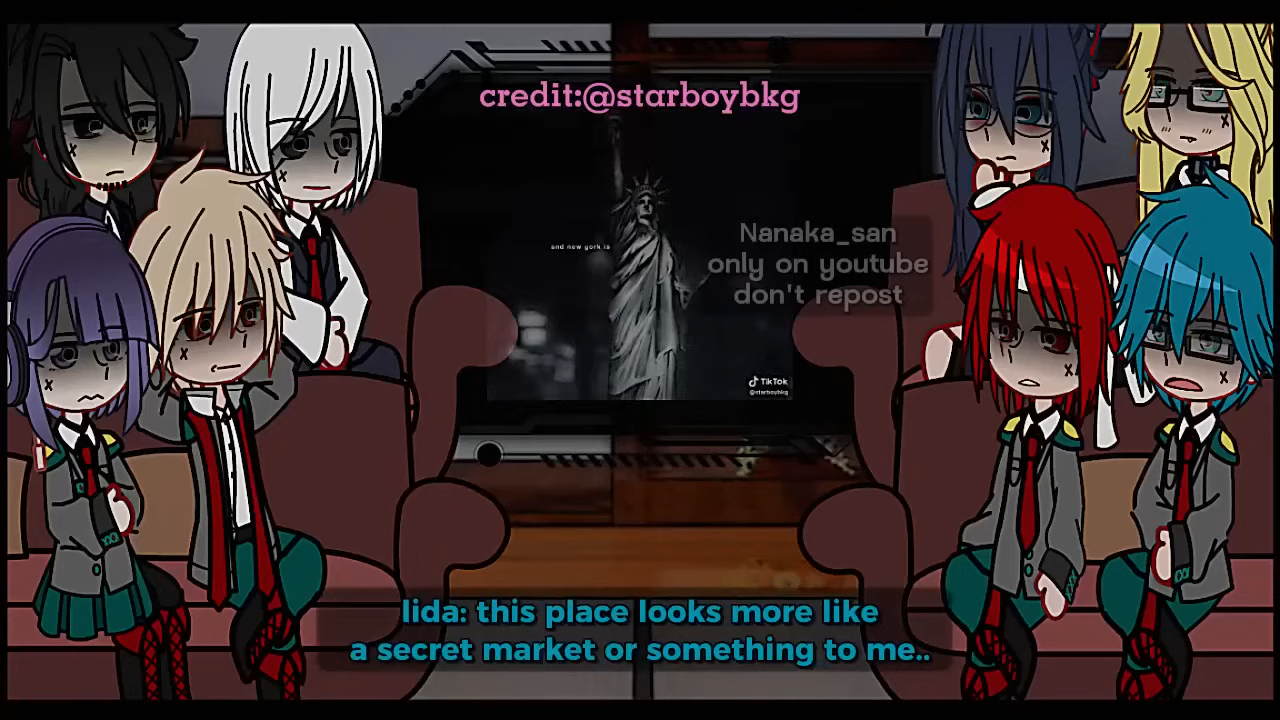 credit:@starboybkg
and new york is
Nanaka_san
only on youtube
don't repost
TikTok
@starboybkg
Iida: this place looks more like
a secret market or something to me..